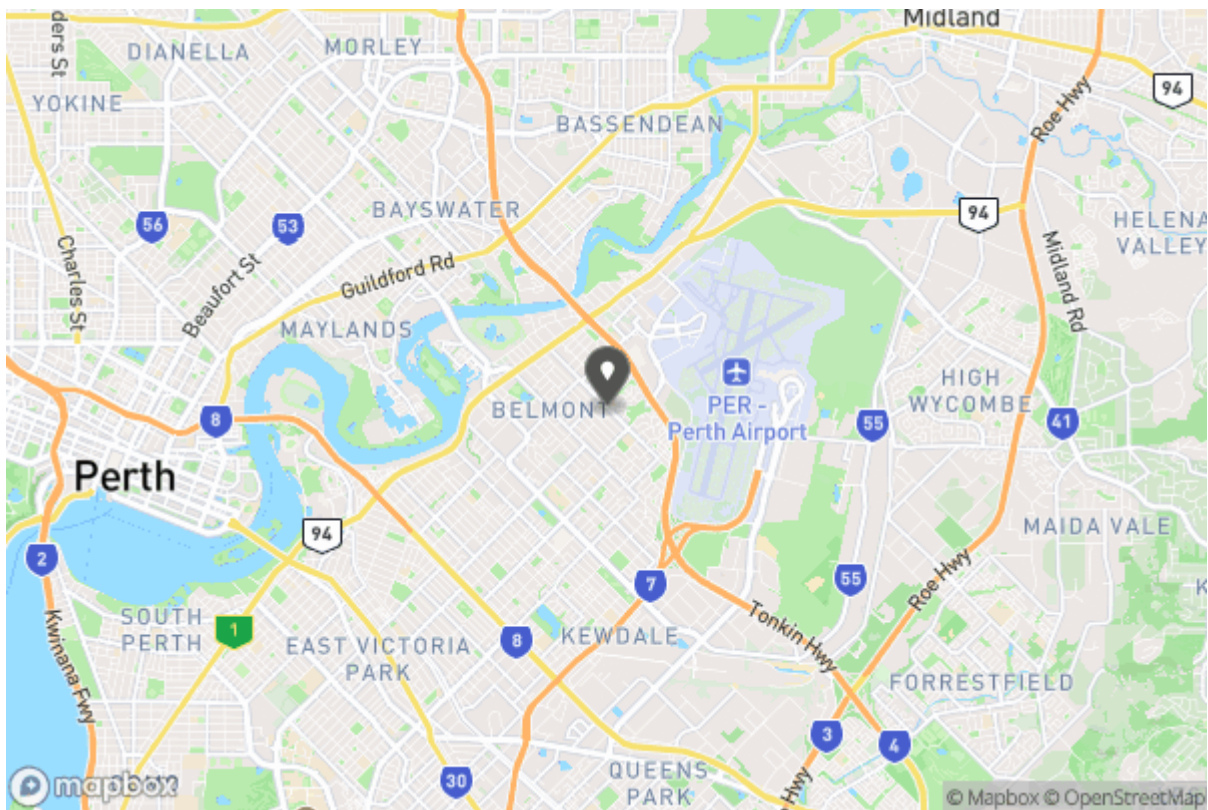 Midland
ders St
DIANELLA
MORLEY
94
YOKINE
Roe Hwy
BASSENDEAN
BAYSWATER
56
53
94
HELENA
VALLEY
Charles St
Beaufort St
Guildford Rd
Midland Rd
MAYLANDS
HIGH
WYCOMBE
PER -
Perth Airport
BELMONT
8
55
41
Perth
94
MAIDA VALE
2
7
55
Roe Hwy
SOUTH
PERTH
1
EAST VICTORIA
PARK
8
KEWDALE
Tonkin Hwy
K
Kwinana Fwy
FORRESTFIELD
3
4
30
QUEENS
PARK
Hwy
mapbox
© Mapbox © OpenStreetMap